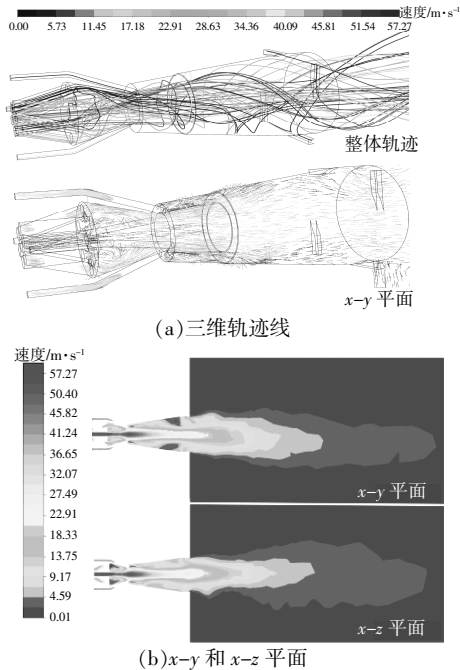 速度/m·s⁻¹
0.00 5.73 11.45 17.18 22.91 28.63 34.36 40.09 45.81 51.54 57.27
整体轨迹
x-y 平面
(a)三维轨迹线
速度/m·s⁻¹
57.27
50.40
45.82
41.24
36.65
32.07
27.49
22.91
18.33
13.75
9.17
4.59
0.01
x-y 平面
x-z 平面
(b)x-y 和 x-z 平面